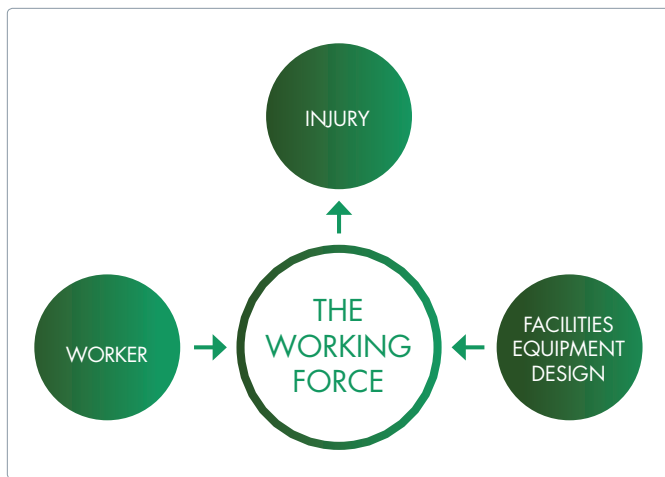 INJURY
THE
WORKING
FORCE
WORKER
FACILITIES
EQUIPMENT
DESIGN